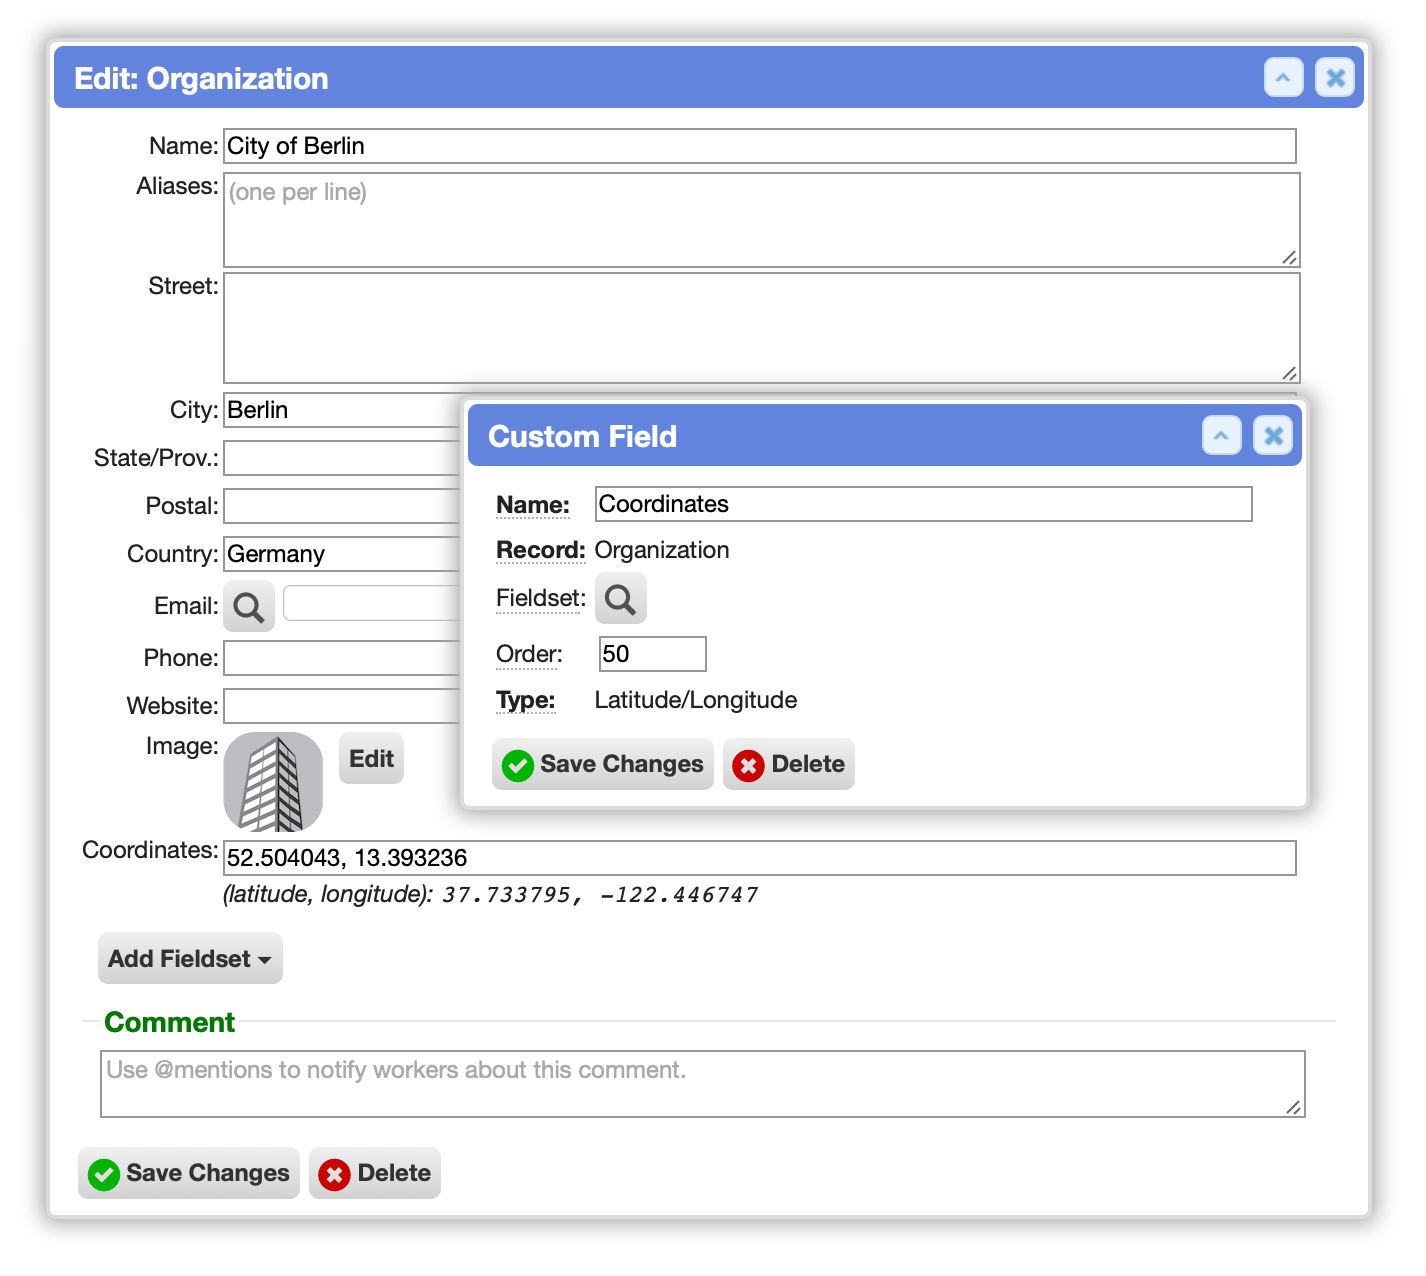 Edit: Organization
Name: City of Berlin
Aliases: (one per line)
Street:
City: Berlin
State/Prov.:
Postal:
Country: Germany
Email:
Phone:
Website:
Image: Edit
Custom Field
Name: Coordinates
Record: Organization
Fieldset:
Order: 50
Type: Latitude/Longitude
Save Changes Delete
Coordinates: 52.504043, 13.393236
(latitude, longitude): 37.733795, -122.446747
Add Fieldset
Comment
Use @mentions to notify workers about this comment.
Save Changes Delete